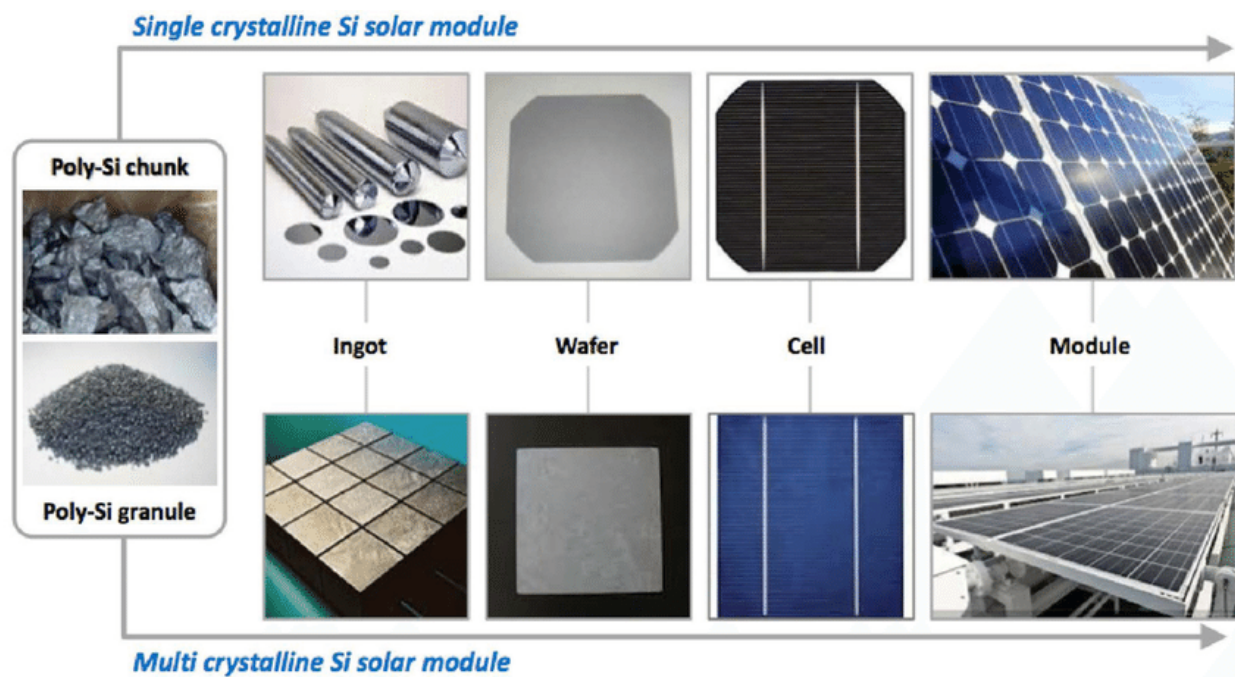 Single crystalline Si solar module
Poly-Si chunk
Poly-Si granule
Ingot
Wafer
Cell
Module
Multi crystalline Si solar module